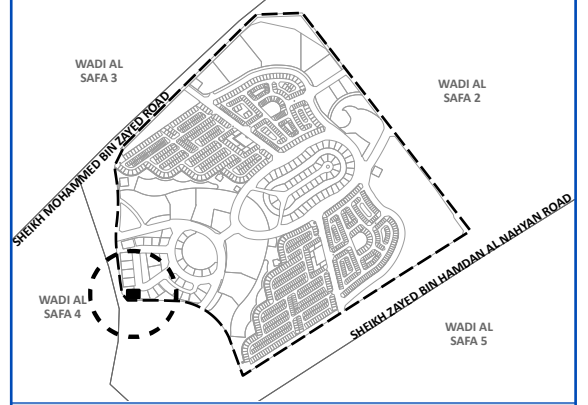 WADI AL
SAFA 3
WADI AL
SAFA 2
SHEIKH MOHAMMED BIN ZAYED ROAD
SHEIKH ZAYED BIN HAMDAN AL NAHYAN ROAD
WADI AL
SAFA 4
WADI AL
SAFA 5